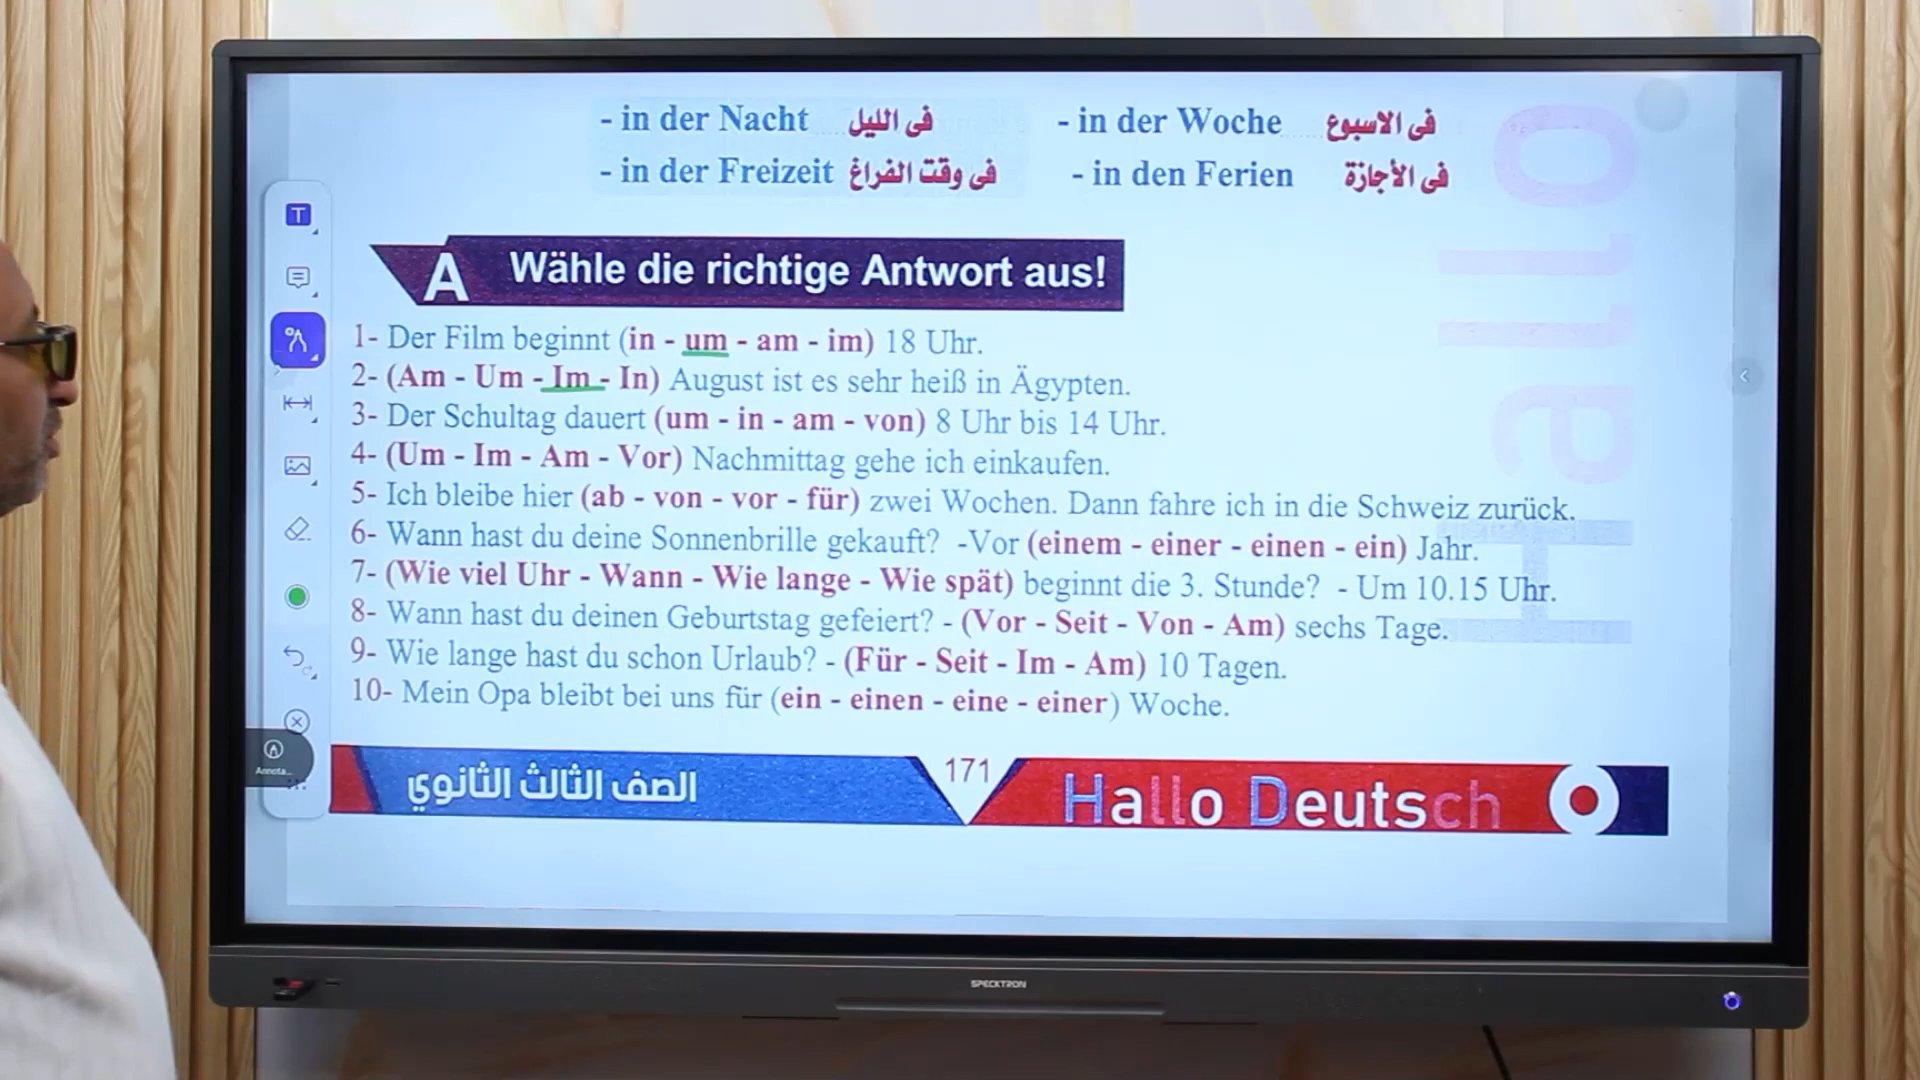 - in der Nacht فى الليل - in der Woche فى الاسبوع
- in der Freizeit فى وقت الفراغ - in den Ferien فى الأجازة
A Wähle die richtige Antwort aus!
1- Der Film beginnt (in - um - am - im) 18 Uhr.
2- (Am - Um - Im - In) August ist es sehr heiß in Ägypten.
3- Der Schultag dauert (um - in - am - von) 8 Uhr bis 14 Uhr.
4- (Um - Im - Am - Vor) Nachmittag gehe ich einkaufen.
5- Ich bleibe hier (ab - von - vor - für) zwei Wochen. Dann fahre ich in die Schweiz zurück.
6- Wann hast du deine Sonnenbrille gekauft? -Vor (einem - einer - einen - ein) Jahr.
7- (Wie viel Uhr - Wann - Wie lange - Wie spät) beginnt die 3. Stunde? - Um 10.15 Uhr.
8- Wann hast du deinen Geburtstag gefeiert? - (Vor - Seit - Von - Am) sechs Tage.
9- Wie lange hast du schon Urlaub? - (Für - Seit - Im - Am) 10 Tagen.
10- Mein Opa bleibt bei uns für (ein - einen - eine - einer) Woche.
الصف الثالث الثانوي 171 Hallo Deutsch
Hallo
T
Annota...
SPECKTRON